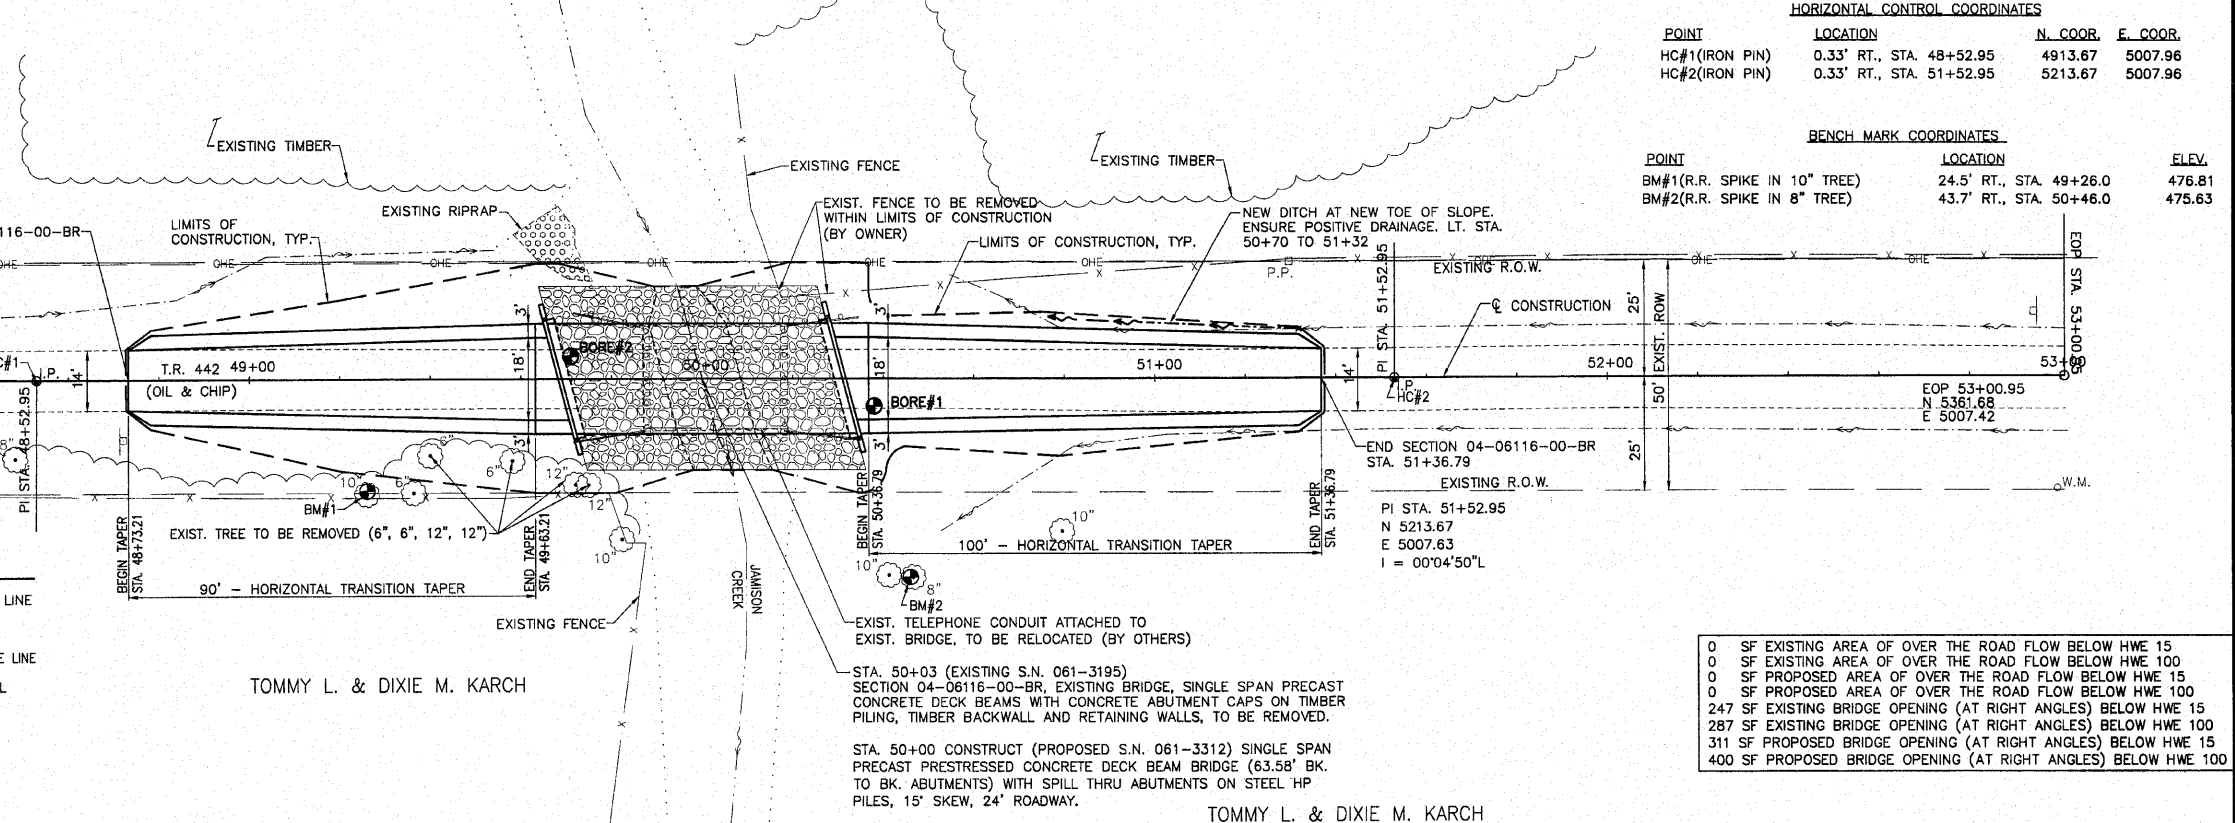 HORIZONTAL CONTROL COORDINATES
POINT LOCATION N. COOR. E. COOR.
HC#1(IRON PIN) 0.33' RT., STA. 48+52.95 4913.67 5007.96
HC#2(IRON PIN) 0.33' RT., STA. 51+52.95 5213.67 5007.96
BENCH MARK COORDINATES
POINT LOCATION ELEV.
BM#1(R.R. SPIKE IN 10" TREE) 24.5' RT., STA. 49+26.0 476.81
BM#2(R.R. SPIKE IN 8" TREE) 43.7' RT., STA. 50+46.0 475.63
EXISTING TIMBER
EXISTING FENCE
EXISTING TIMBER
EXISTING RIPRAP
EXIST. FENCE TO BE REMOVED
WITHIN LIMITS OF CONSTRUCTION
(BY OWNER)
NEW DITCH AT NEW TOE OF SLOPE.
ENSURE POSITIVE DRAINAGE. LT. STA.
50+70 TO 51+32
116-00-BR
LIMITS OF
CONSTRUCTION, TYP.
LIMITS OF CONSTRUCTION, TYP.
OHE
OHE
OHE
OHE
OHE
OHE
OHE
OHE
P.P.
EXISTING R.O.W.
PI STA. 51+52.95
℄ CONSTRUCTION
25'
50' EXIST. ROW
25'
EOP STA. 53+00.95
3'
3'
BORE#2
C#1
I.P.
14'
T.R. 442 49+00
(OIL & CHIP)
18'
50+00
18'
51+00
14'
52+00
53+00
I.P.
HC#2
EOP 53+00.95
N 5361.68
E 5007.42
BORE#1
3'
3'
PI STA. 48+52.95
8"
6"
6"
10"
6"
12"
12"
BM#1
END SECTION 04-06116-00-BR
STA. 51+36.79
EXISTING R.O.W.
W.M.
EXIST. TREE TO BE REMOVED (6", 6", 12", 12")
10"
BEGIN TAPER
STA. 48+73.21
END TAPER
STA. 49+63.21
BEGIN TAPER
STA. 50+36.79
END TAPER
STA. 51+36.79
10"
PI STA. 51+52.95
N 5213.67
E 5007.63
I = 00°04'50"L
100' - HORIZONTAL TRANSITION TAPER
90' - HORIZONTAL TRANSITION TAPER
10"
8"
BM#2
JAMISON
CREEK
LINE
EXISTING FENCE
EXIST. TELEPHONE CONDUIT ATTACHED TO
EXIST. BRIDGE, TO BE RELOCATED (BY OTHERS)
E LINE
L
TOMMY L. & DIXIE M. KARCH
STA. 50+03 (EXISTING S.N. 061-3195)
SECTION 04-06116-00-BR, EXISTING BRIDGE, SINGLE SPAN PRECAST
CONCRETE DECK BEAMS WITH CONCRETE ABUTMENT CAPS ON TIMBER
PILING, TIMBER BACKWALL AND RETAINING WALLS, TO BE REMOVED.
STA. 50+00 CONSTRUCT (PROPOSED S.N. 061-3312) SINGLE SPAN
PRECAST PRESTRESSED CONCRETE DECK BEAM BRIDGE (63.58' BK.
TO BK. ABUTMENTS) WITH SPILL THRU ABUTMENTS ON STEEL HP
PILES, 15° SKEW, 24' ROADWAY.
TOMMY L. & DIXIE M. KARCH
0 SF EXISTING AREA OF OVER THE ROAD FLOW BELOW HWE 15
0 SF EXISTING AREA OF OVER THE ROAD FLOW BELOW HWE 100
0 SF PROPOSED AREA OF OVER THE ROAD FLOW BELOW HWE 15
0 SF PROPOSED AREA OF OVER THE ROAD FLOW BELOW HWE 100
247 SF EXISTING BRIDGE OPENING (AT RIGHT ANGLES) BELOW HWE 15
287 SF EXISTING BRIDGE OPENING (AT RIGHT ANGLES) BELOW HWE 100
311 SF PROPOSED BRIDGE OPENING (AT RIGHT ANGLES) BELOW HWE 15
400 SF PROPOSED BRIDGE OPENING (AT RIGHT ANGLES) BELOW HWE 100